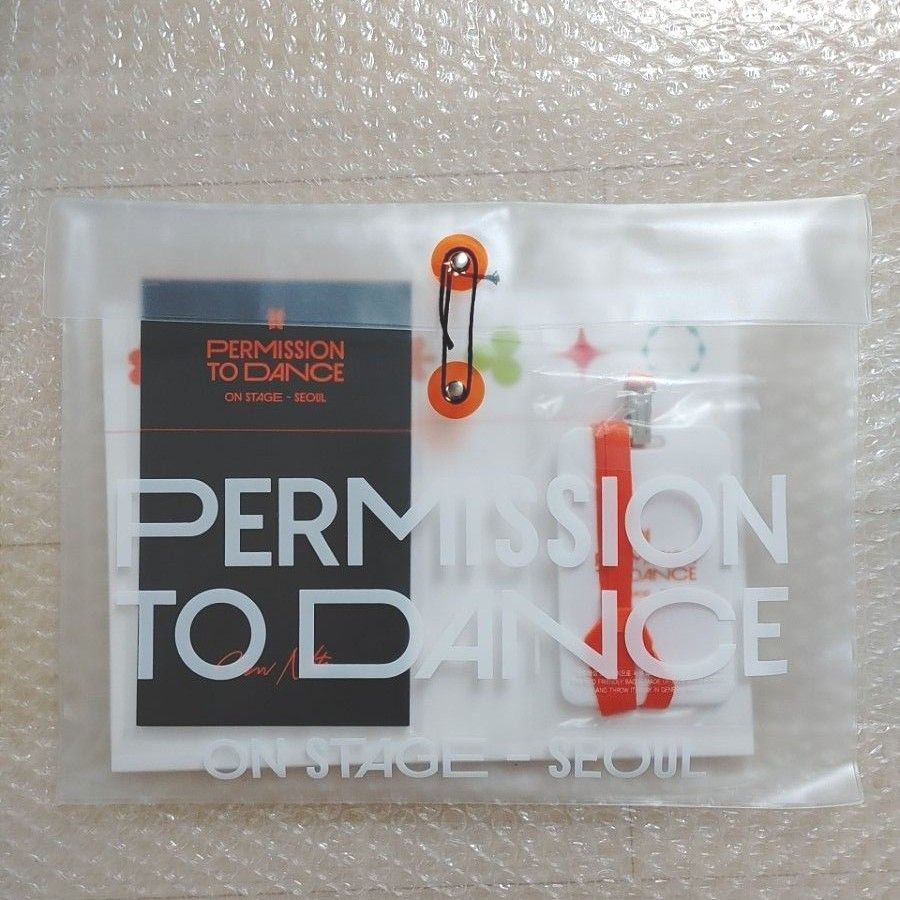 PERMISSION
TO DANCE
ON STAGE - SEOUL
PERMISSION
TO DANCE
ON STAGE - SEOUL
DANCE